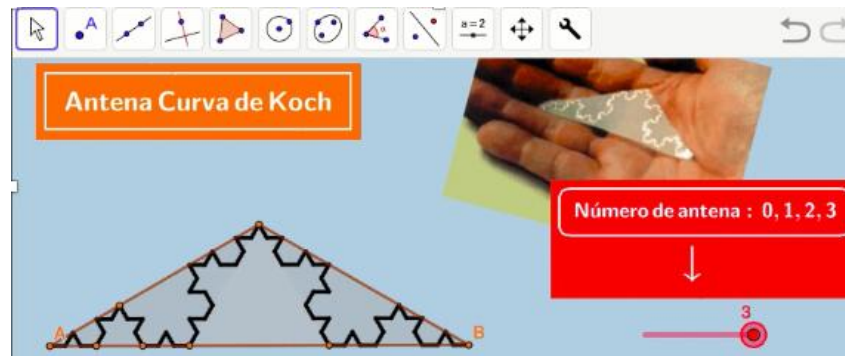 A
a=2
Antena Curva de Koch
Número de antena : 0, 1, 2, 3
↓
3
A
B